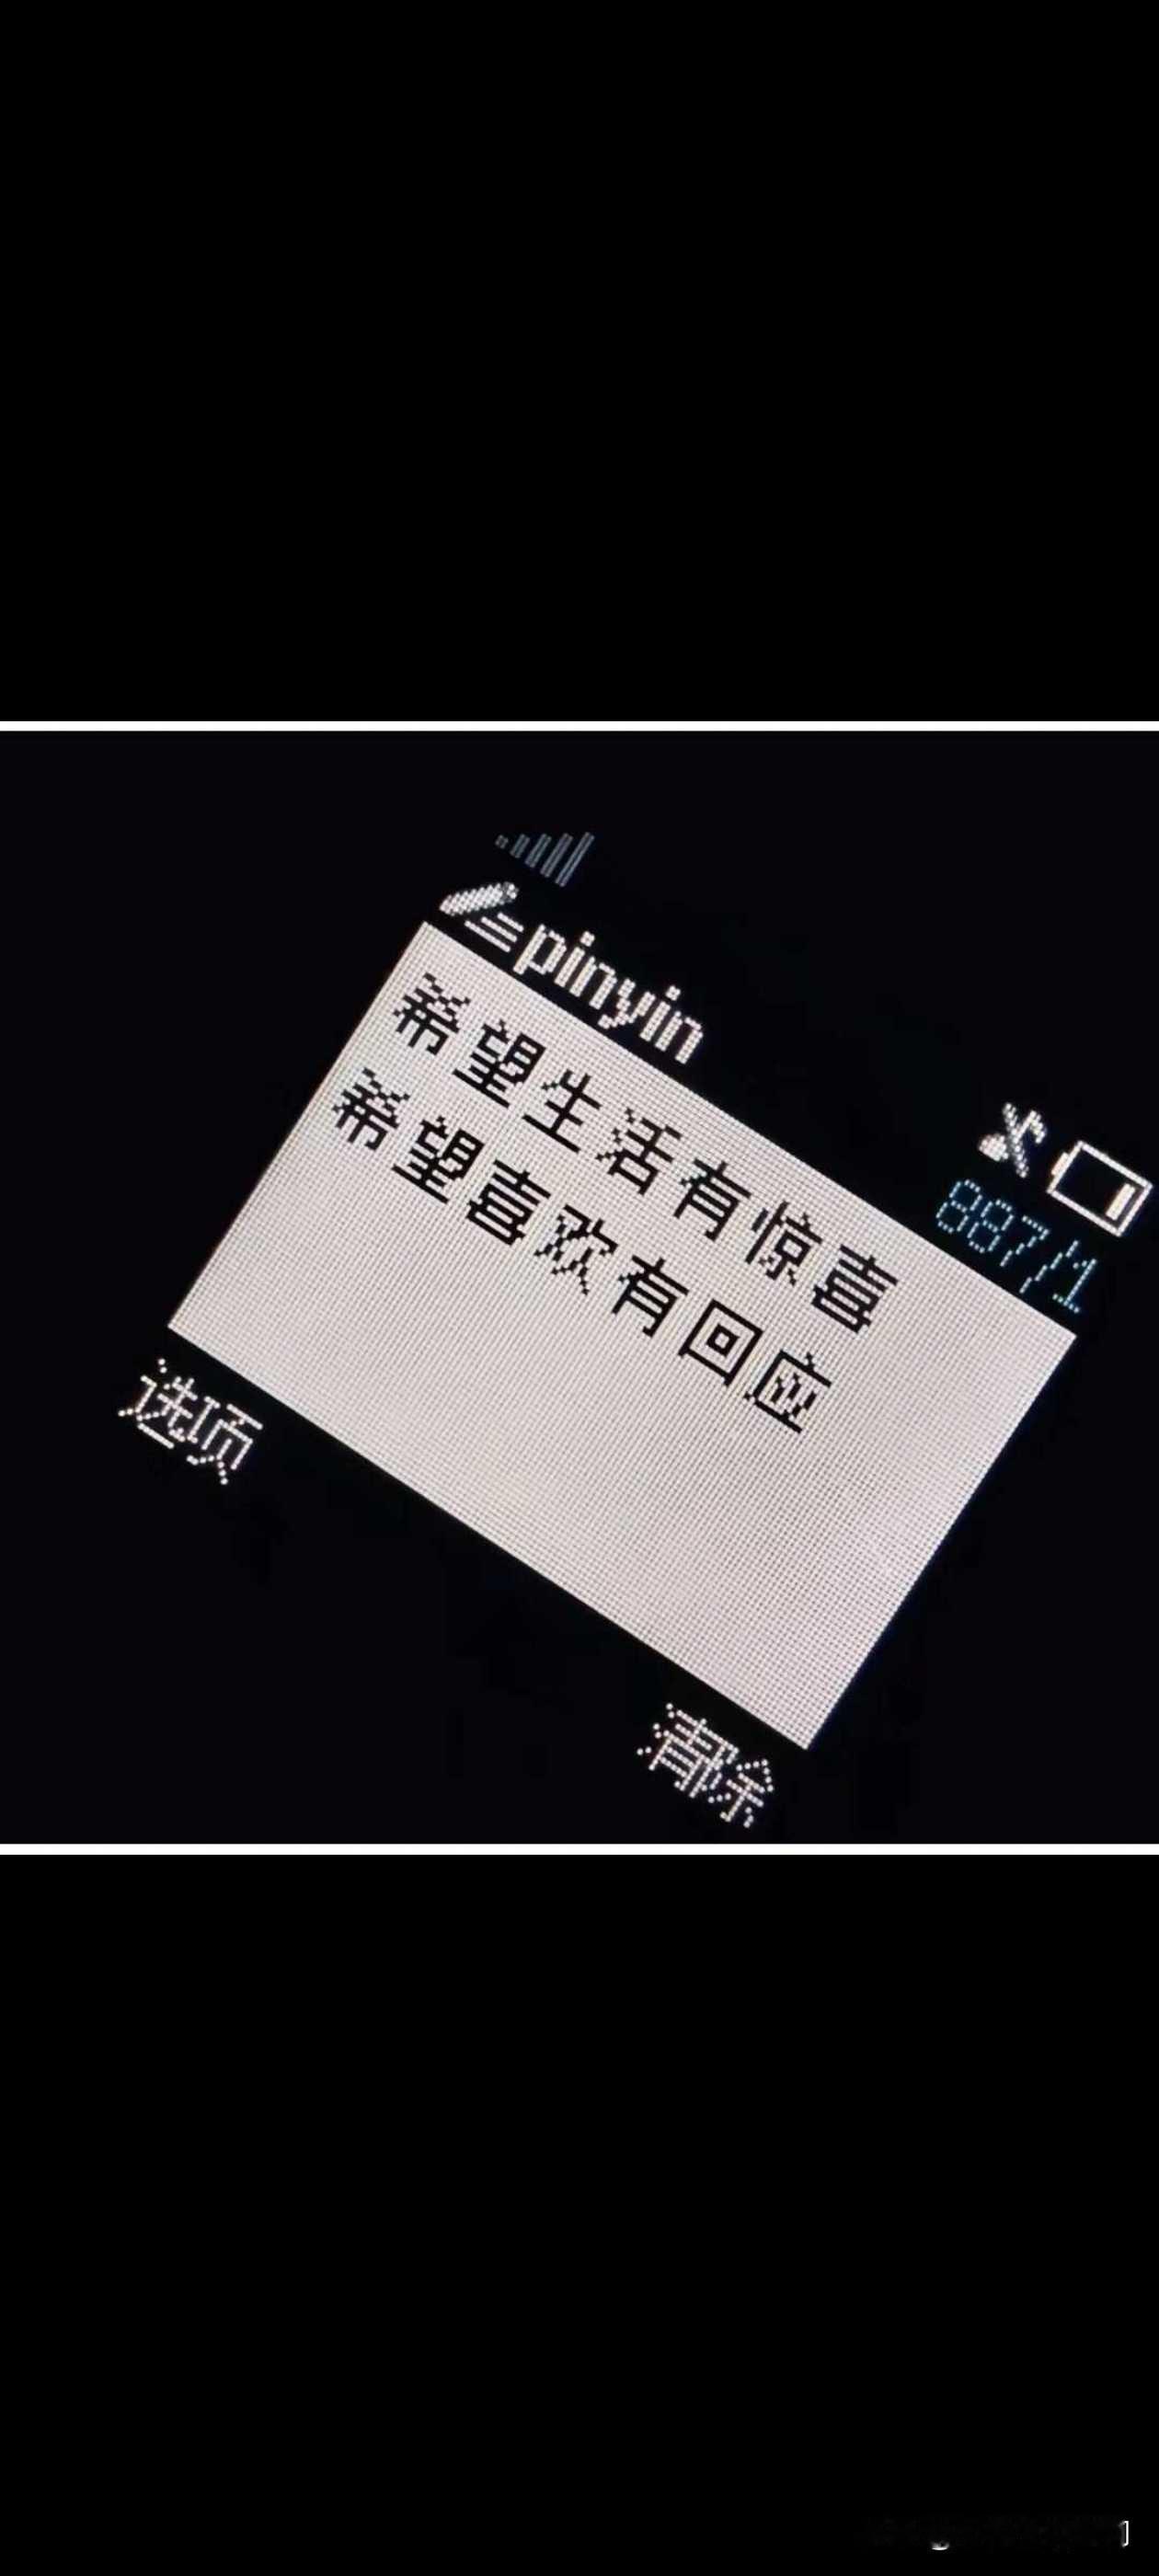 pinyin
887/1
希望生活有惊喜
希望喜欢有回应
选项
清除